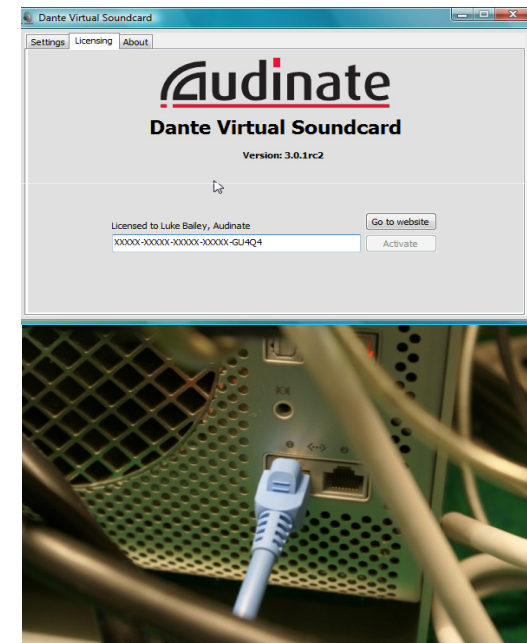 Dante Virtual Soundcard
Settings Licensing About
Audinate
Dante Virtual Soundcard
Version: 3.0.1rc2
Licensed to Luke Bailey, Audinate
Go to website
XXXXX-XXXXX-XXXXX-XXXXX-GU4Q4
Activate